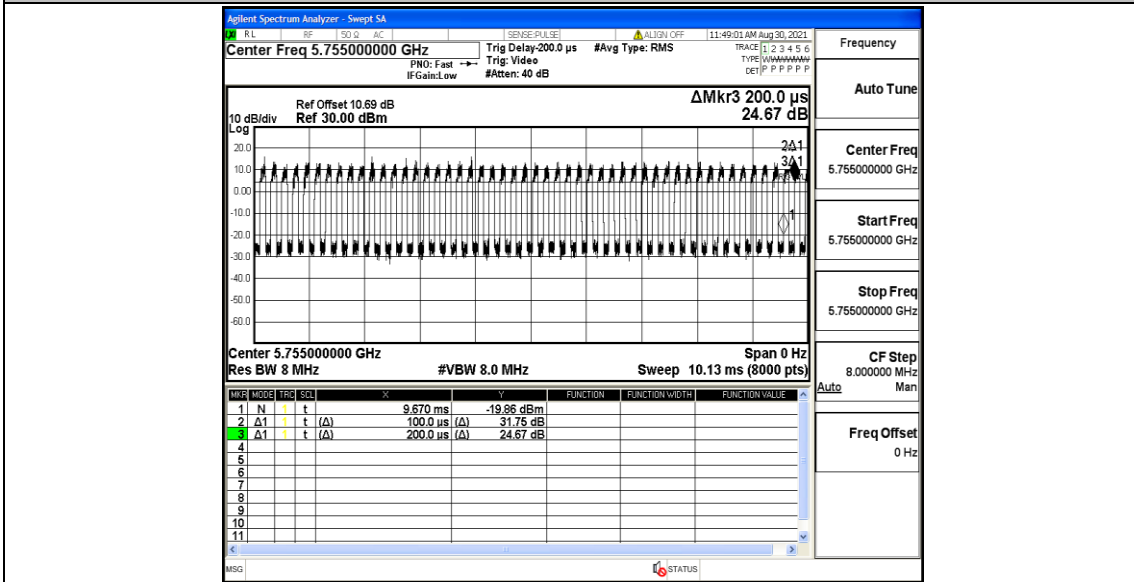 Agilent Spectrum Analyzer - Swept SA
LXI RL RF 50 Ω AC SENSE:PULSE ALIGN OFF 11:49:01 AM Aug 30, 2021
Center Freq 5.755000000 GHz
PNO: Fast
IFGain:Low
Trig Delay-200.0 µs
Trig: Video
#Atten: 40 dB
#Avg Type: RMS
TRACE 1 2 3 4 5 6
TYPE
DET P P P P P P
Frequency
Auto Tune
Center Freq
5.755000000 GHz
Start Freq
5.755000000 GHz
Stop Freq
5.755000000 GHz
CF Step
8.000000 MHz
Auto Man
Freq Offset
0 Hz
ΔMkr3 200.0 µs
24.67 dB
Ref Offset 10.69 dB
10 dB/div Ref 30.00 dBm
Log
20.0
10.0
0.00
-10.0
-20.0
-30.0
-40.0
-50.0
-60.0
2Δ1
3Δ1
1
Center 5.755000000 GHz Span 0 Hz
Res BW 8 MHz #VBW 8.0 MHz Sweep 10.13 ms (8000 pts)
MKR MODE TRC SCL X Y FUNCTION FUNCTION WIDTH FUNCTION VALUE
1 N 1 t 9.670 ms -19.86 dBm
2 Δ1 1 t (Δ) 100.0 µs (Δ) 31.75 dB
3 Δ1 1 t (Δ) 200.0 µs (Δ) 24.67 dB
4
5
6
7
8
9
10
11
MSG STATUS